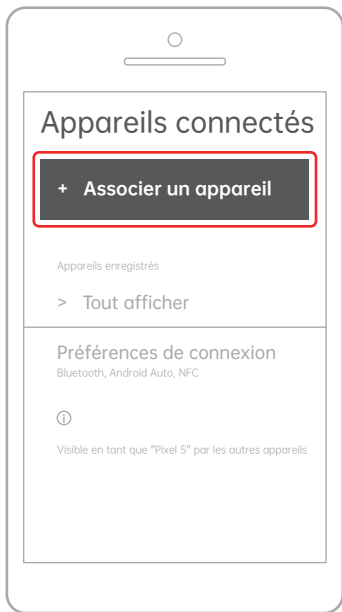 Appareils connectés
+ Associer un appareil
Appareils enregistrés
> Tout afficher
Préférences de connexion
Bluetooth, Android Auto, NFC
Visible en tant que "Pixel 5" par les autres appareils